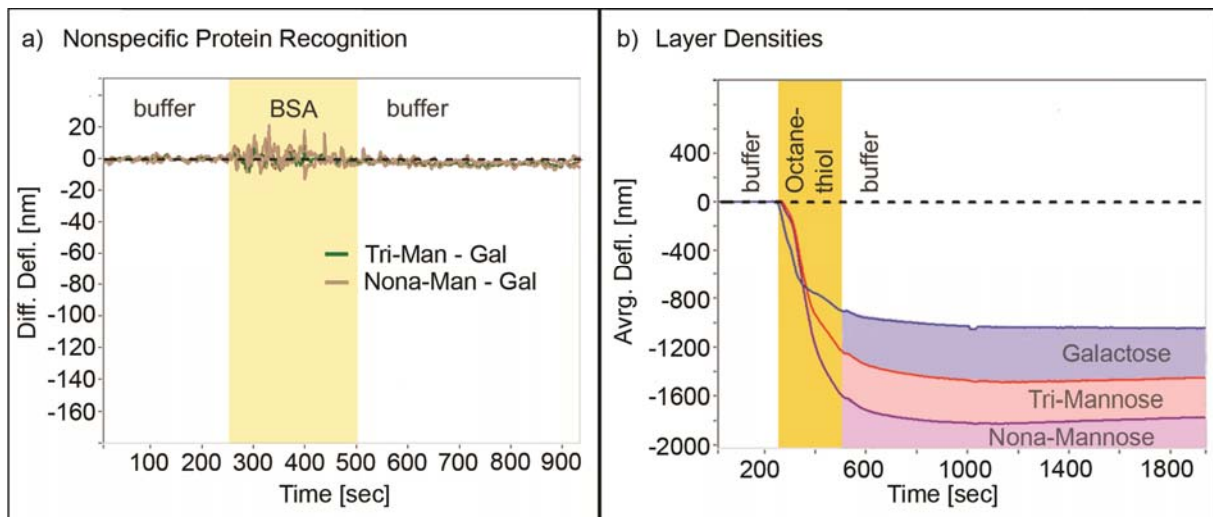 a) Nonspecific Protein Recognition
buffer
BSA
buffer
20
0
-20
-40
-60
-80
-100
-120
-140
-160
Diff. Defl. [nm]
Tri-Man - Gal
Nona-Man - Gal
100 200 300 400 500 600 700 800 900
Time [sec]
b) Layer Densities
buffer
Octane-
thiol
buffer
400
0
-400
-800
-1200
-1600
-2000
Avrg. Defl. [nm]
Galactose
Tri-Mannose
Nona-Mannose
200 600 1000 1400 1800
Time [sec]